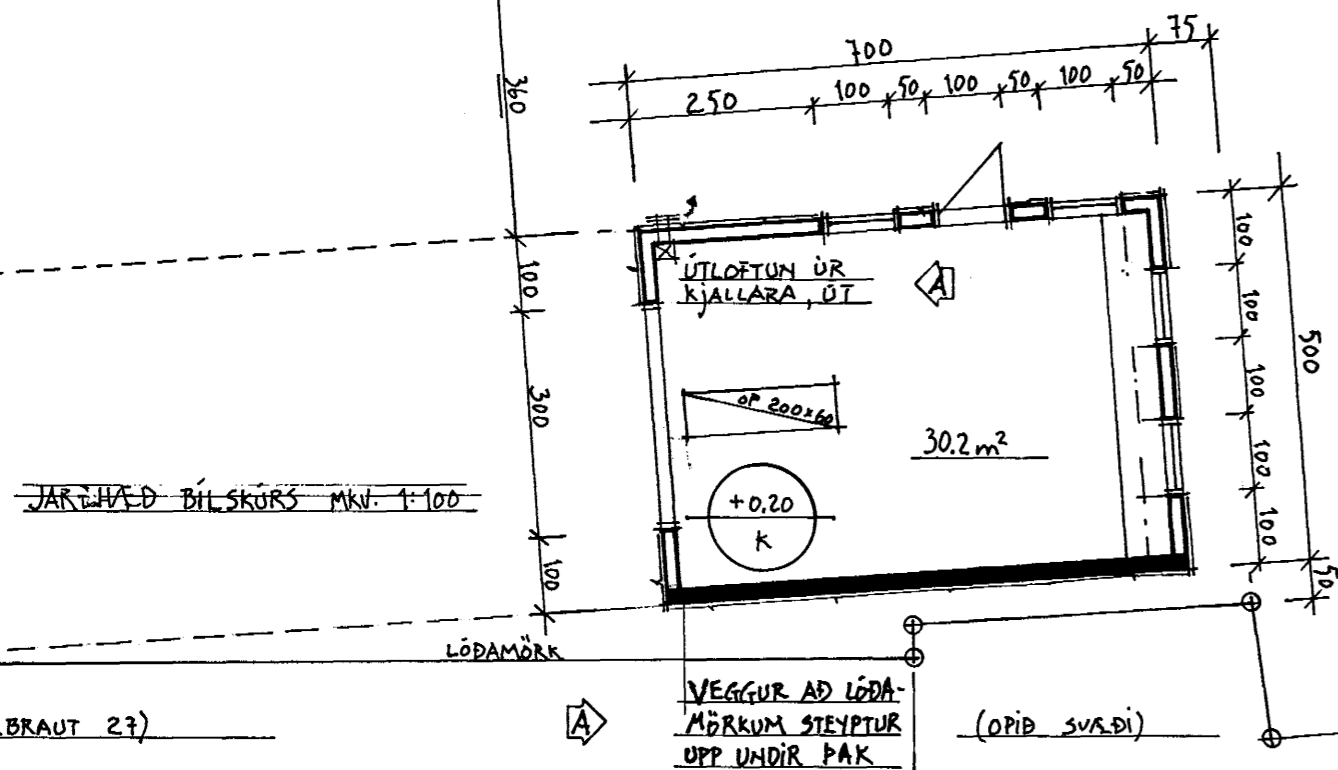 700
75
250
100
50
100
50
100
50
360
100
300
100
100
100
100
100
100
500
50
ÚTLOFTUN ÚR
KJALLARA, ÚT
A
OP 200x60
30.2 m²
+0.20
K
JARÐHÆÐ BÍLSKÚRS MKV. 1:100
LÓÐAMÖRK
BRAUT 27)
A
VEGGUR AÐ LÓÐA-
MÖRKUM STEYPTUR
UPP UNDIR ÞAK
(OPIÐ SVÆÐI)